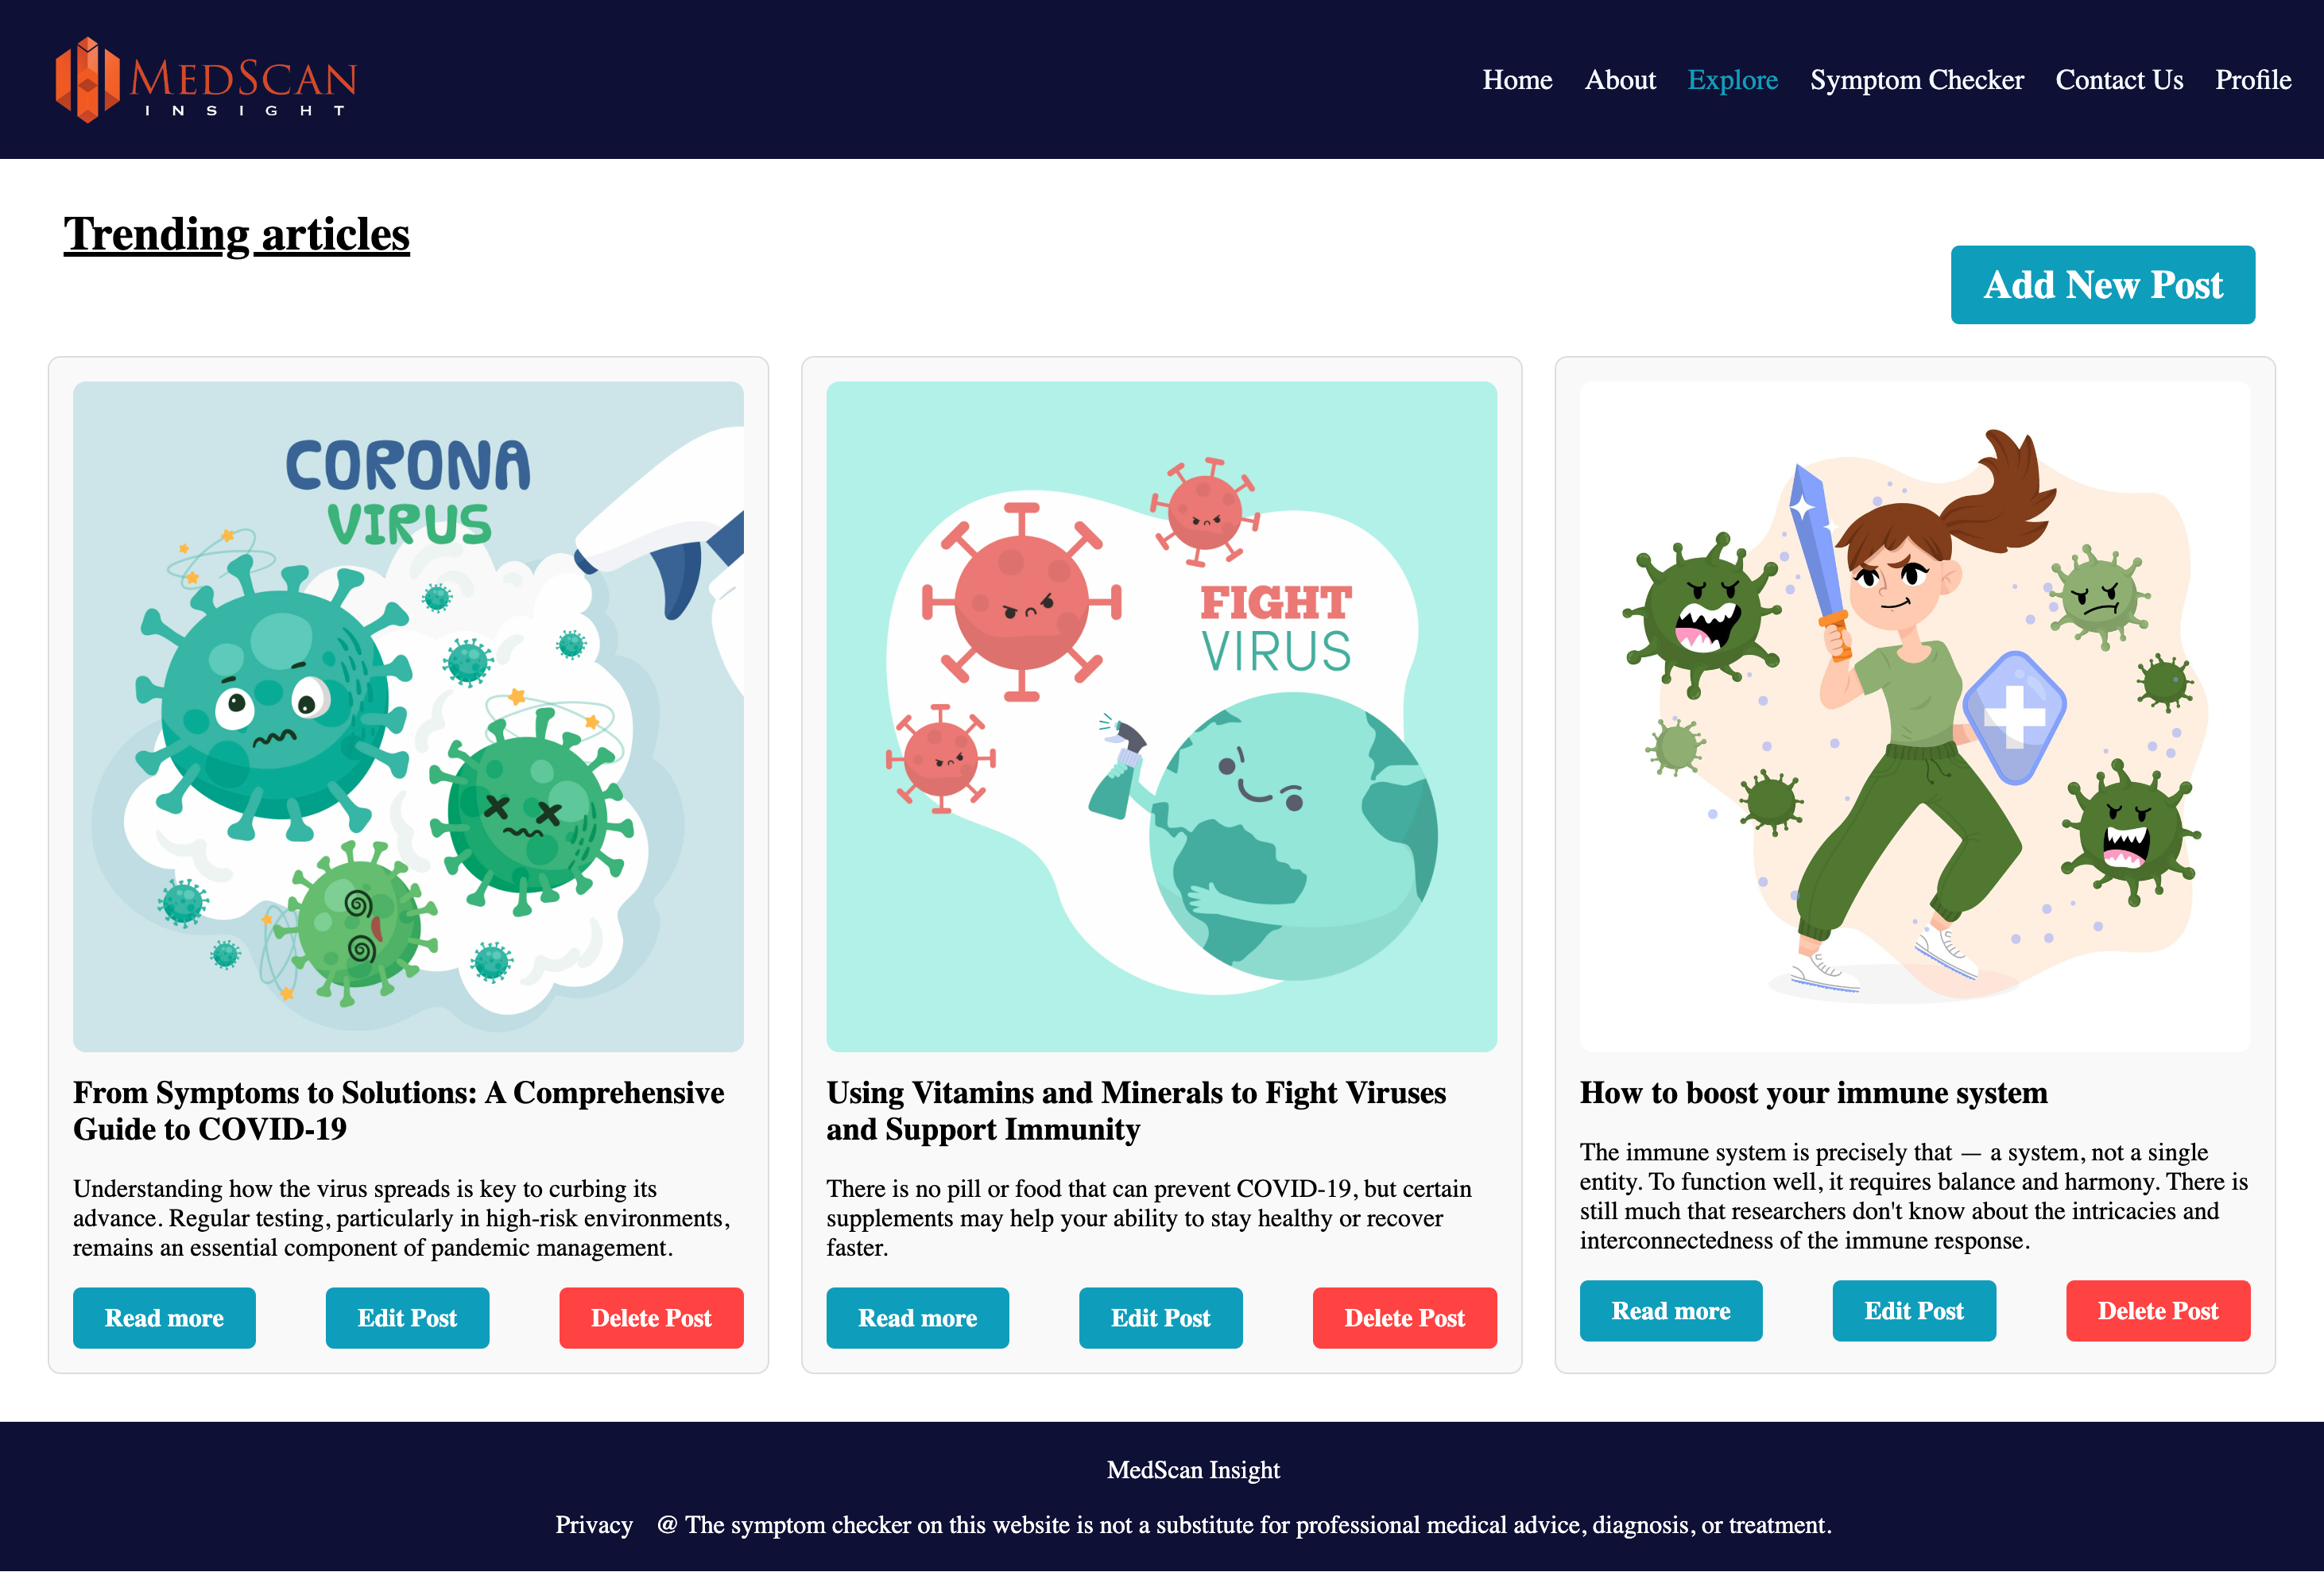 MEDSCAN
INSIGHT
Home About Explore Symptom Checker Contact Us Profile
Trending articles
Add New Post
CORONA
VIRUS
From Symptoms to Solutions: A Comprehensive
Guide to COVID-19
Understanding how the virus spreads is key to curbing its
advance. Regular testing, particularly in high-risk environments,
remains an essential component of pandemic management.
Read more Edit Post Delete Post
FIGHT
VIRUS
Using Vitamins and Minerals to Fight Viruses
and Support Immunity
There is no pill or food that can prevent COVID-19, but certain
supplements may help your ability to stay healthy or recover
faster.
Read more Edit Post Delete Post
How to boost your immune system
The immune system is precisely that — a system, not a single
entity. To function well, it requires balance and harmony. There is
still much that researchers don't know about the intricacies and
interconnectedness of the immune response.
Read more Edit Post Delete Post
MedScan Insight
Privacy @ The symptom checker on this website is not a substitute for professional medical advice, diagnosis, or treatment.